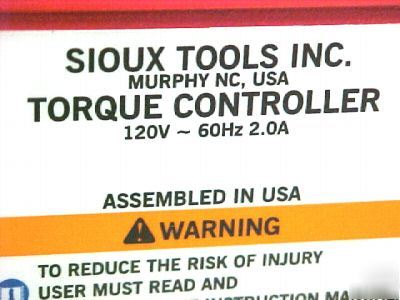 SIOUX TOOLS INC.
MURPHY NC, USA
TORQUE CONTROLLER
120V ~ 60Hz 2.0A
ASSEMBLED IN USA
WARNING
TO REDUCE THE RISK OF INJURY
USER MUST READ AND
INSTRUCTION